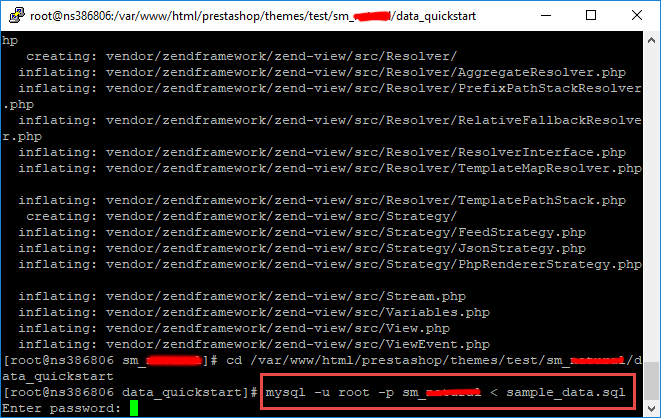 root@ns386806:/var/www/html/prestashop/themes/test/sm_/data_quickstart
hp
creating: vendor/zendframework/zend-view/src/Resolver/
inflating: vendor/zendframework/zend-view/src/Resolver/AggregateResolver.php
inflating: vendor/zendframework/zend-view/src/Resolver/PrefixPathStackResolver
.php
inflating: vendor/zendframework/zend-view/src/Resolver/RelativeFallbackResolve
r.php
inflating: vendor/zendframework/zend-view/src/Resolver/ResolverInterface.php
inflating: vendor/zendframework/zend-view/src/Resolver/TemplateMapResolver.php
inflating: vendor/zendframework/zend-view/src/Resolver/TemplatePathStack.php
creating: vendor/zendframework/zend-view/src/Strategy/
inflating: vendor/zendframework/zend-view/src/Strategy/FeedStrategy.php
inflating: vendor/zendframework/zend-view/src/Strategy/JsonStrategy.php
inflating: vendor/zendframework/zend-view/src/Strategy/PhpRendererStrategy.php
inflating: vendor/zendframework/zend-view/src/Stream.php
inflating: vendor/zendframework/zend-view/src/Variables.php
inflating: vendor/zendframework/zend-view/src/View.php
inflating: vendor/zendframework/zend-view/src/ViewEvent.php
[root@ns386806 sm_]# cd /var/www/html/prestashop/themes/test/sm_/d
ata_quickstart
[root@ns386806 data_quickstart]# mysql -u root -p sm_ < sample_data.sql
Enter password: